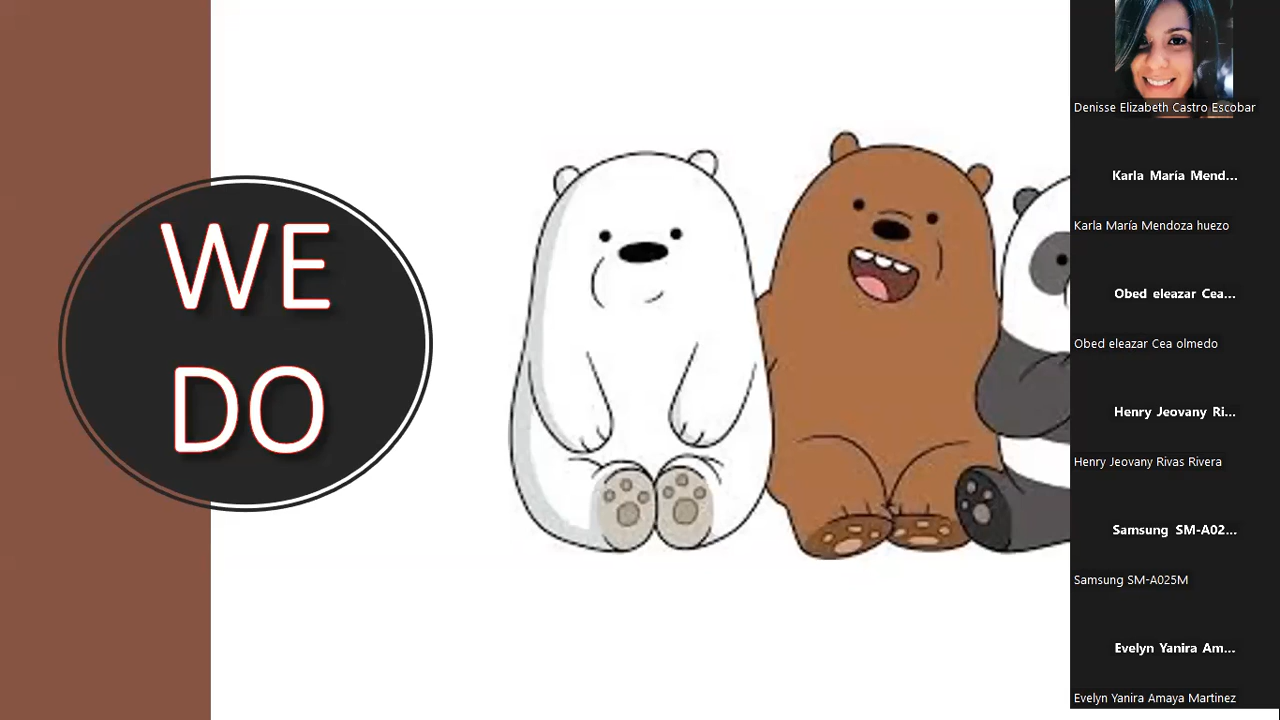 WE
DO
Denisse Elizabeth Castro Escobar
Karla María Mend...
Karla María Mendoza huezo
Obed eleazar Cea...
Obed eleazar Cea olmedo
Henry Jeovany Ri...
Henry Jeovany Rivas Rivera
Samsung SM-A02...
Samsung SM-A025M
Evelyn Yanira Am...
Evelyn Yanira Amaya Martinez